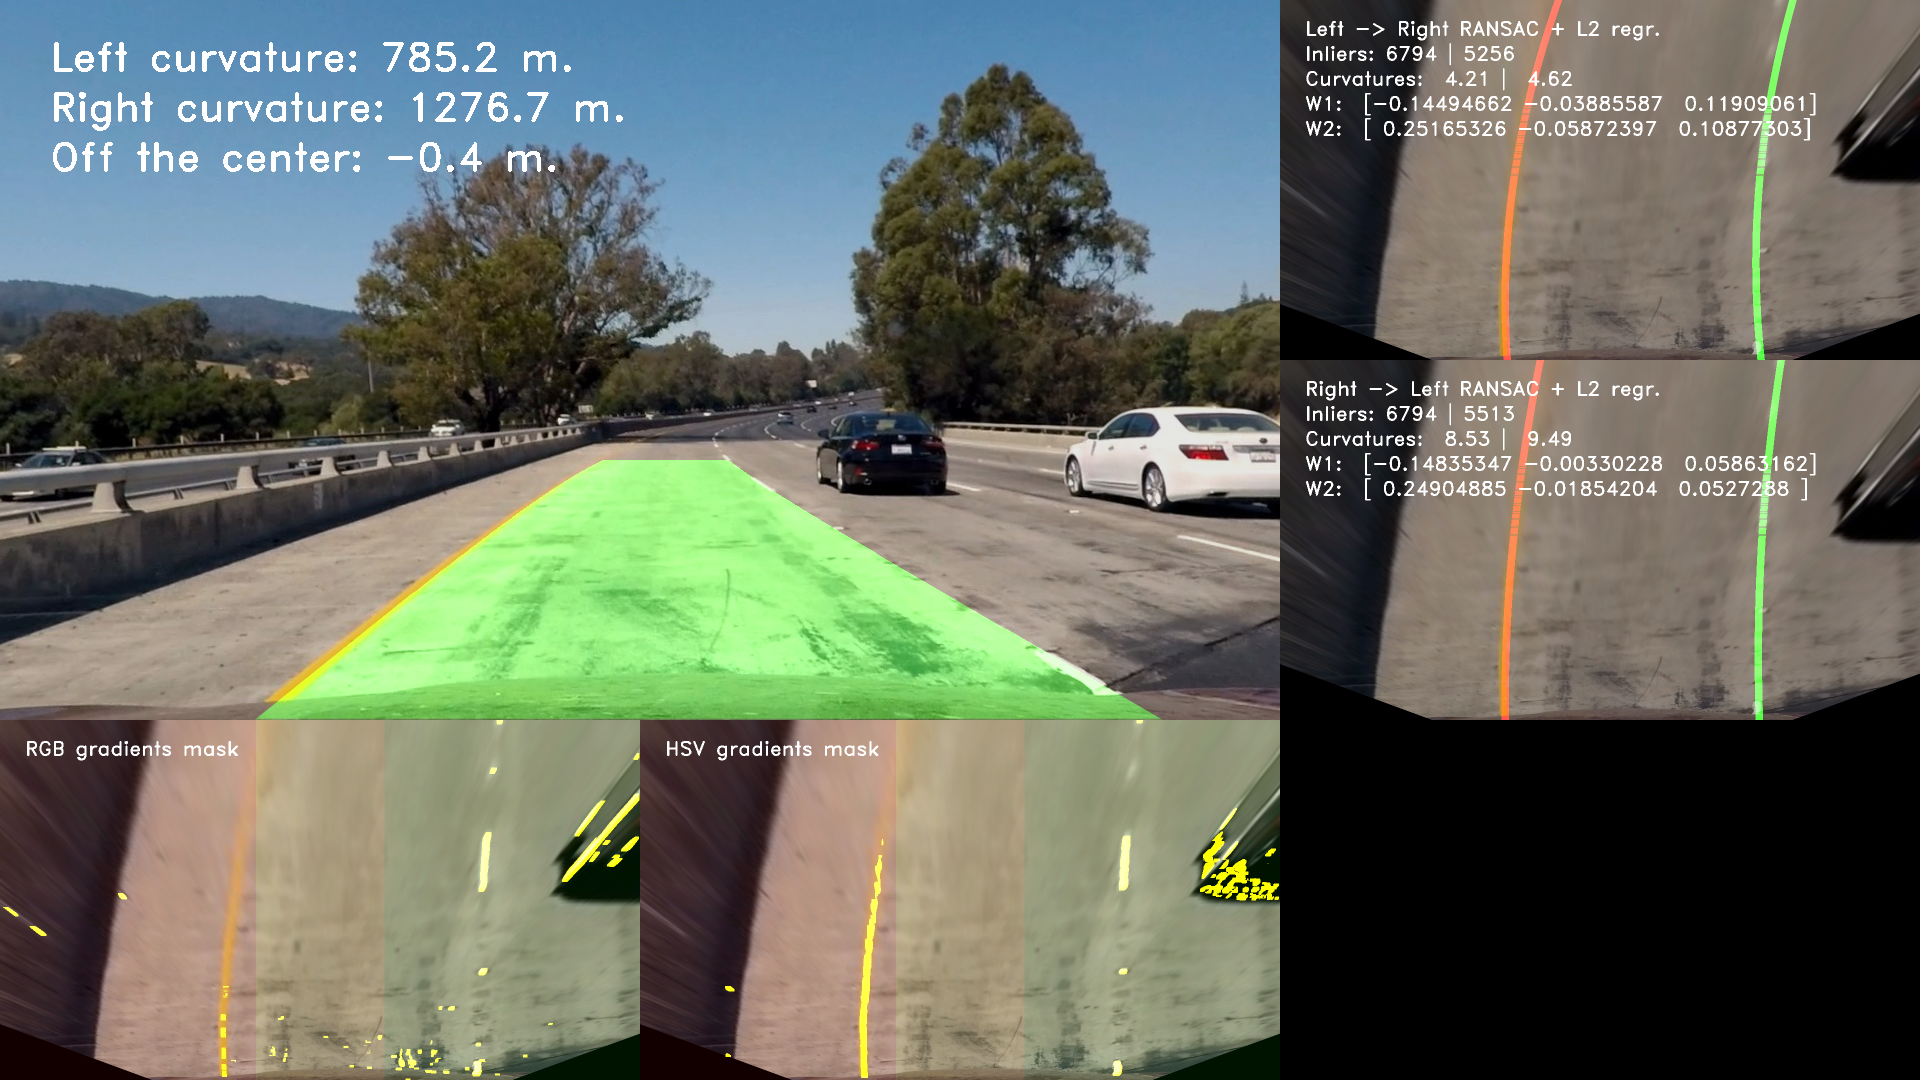 Left curvature: 785.2 m.
Right curvature: 1276.7 m.
Off the center: -0.4 m.
Left -> Right RANSAC + L2 regr.
Inliers: 6794 | 5256
Curvatures: 4.21 | 4.62
W1: [-0.14494662 -0.03885587 0.11909061]
W2: [ 0.25165326 -0.05872397 0.10877303]
Right -> Left RANSAC + L2 regr.
Inliers: 6794 | 5513
Curvatures: 8.53 | 9.49
W1: [-0.14835347 -0.00330228 0.05863162]
W2: [ 0.24904885 -0.01854204 0.0527288 ]
RGB gradients mask
HSV gradients mask